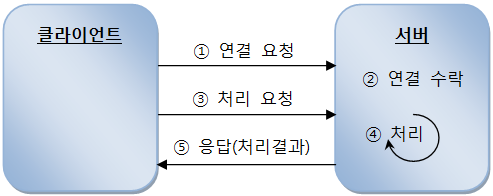 클라이언트
서버
① 연결 요청
② 연결 수락
③ 처리 요청
④ 처리
⑤ 응답(처리결과)